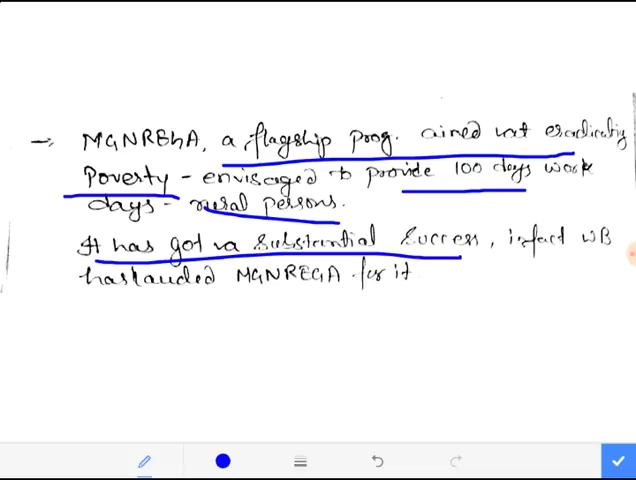 → MGNREGA, a flagship prog. aimed at eradicating
Poverty - envisaged to provide 100 days work
days - rural persons.
It has got a substantial success, infact WB
has lauded MGNREGA for it